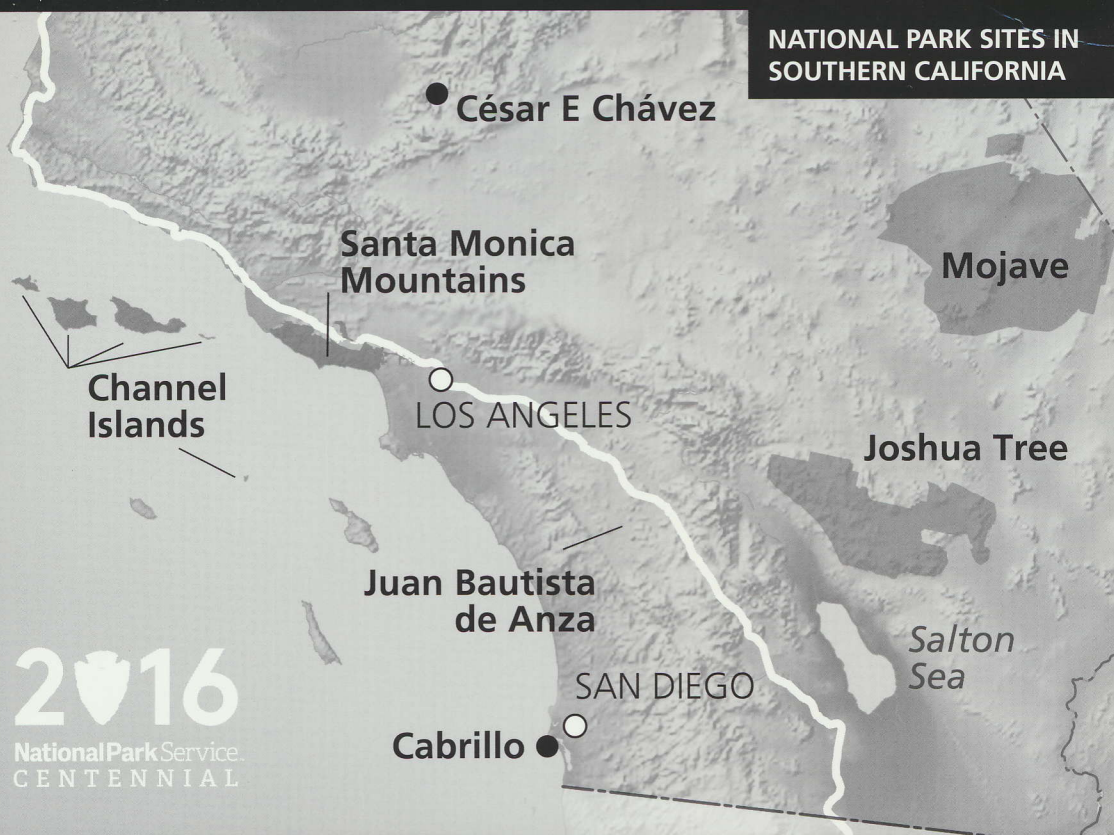 NATIONAL PARK SITES IN
SOUTHERN CALIFORNIA
César E Chávez
Santa Monica
Mountains
Mojave
Channel
Islands
LOS ANGELES
Joshua Tree
Juan Bautista
de Anza
Salton
Sea
SAN DIEGO
Cabrillo
2016
National Park Service
CENTENNIAL